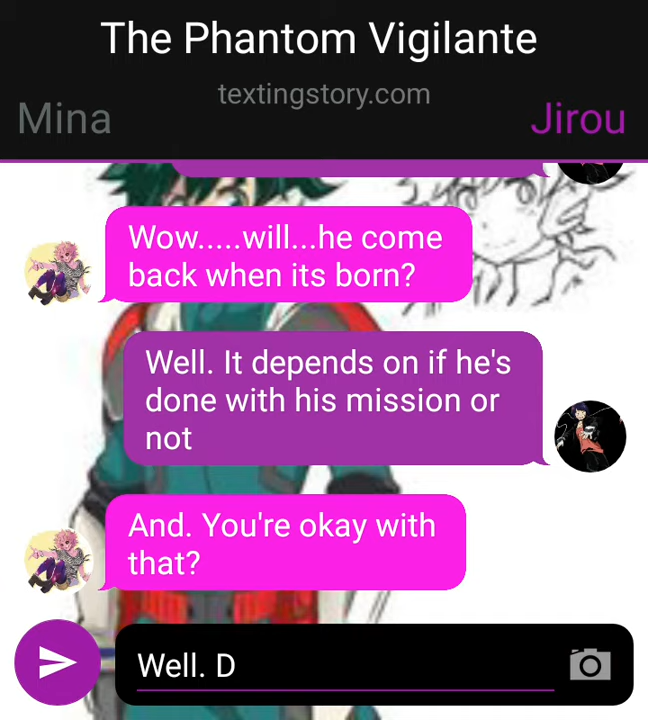 The Phantom Vigilante
textingstory.com
Mina
Jirou
Wow.....will...he come
back when its born?
Well. It depends on if he's
done with his mission or
not
And. You're okay with
that?
Well. D